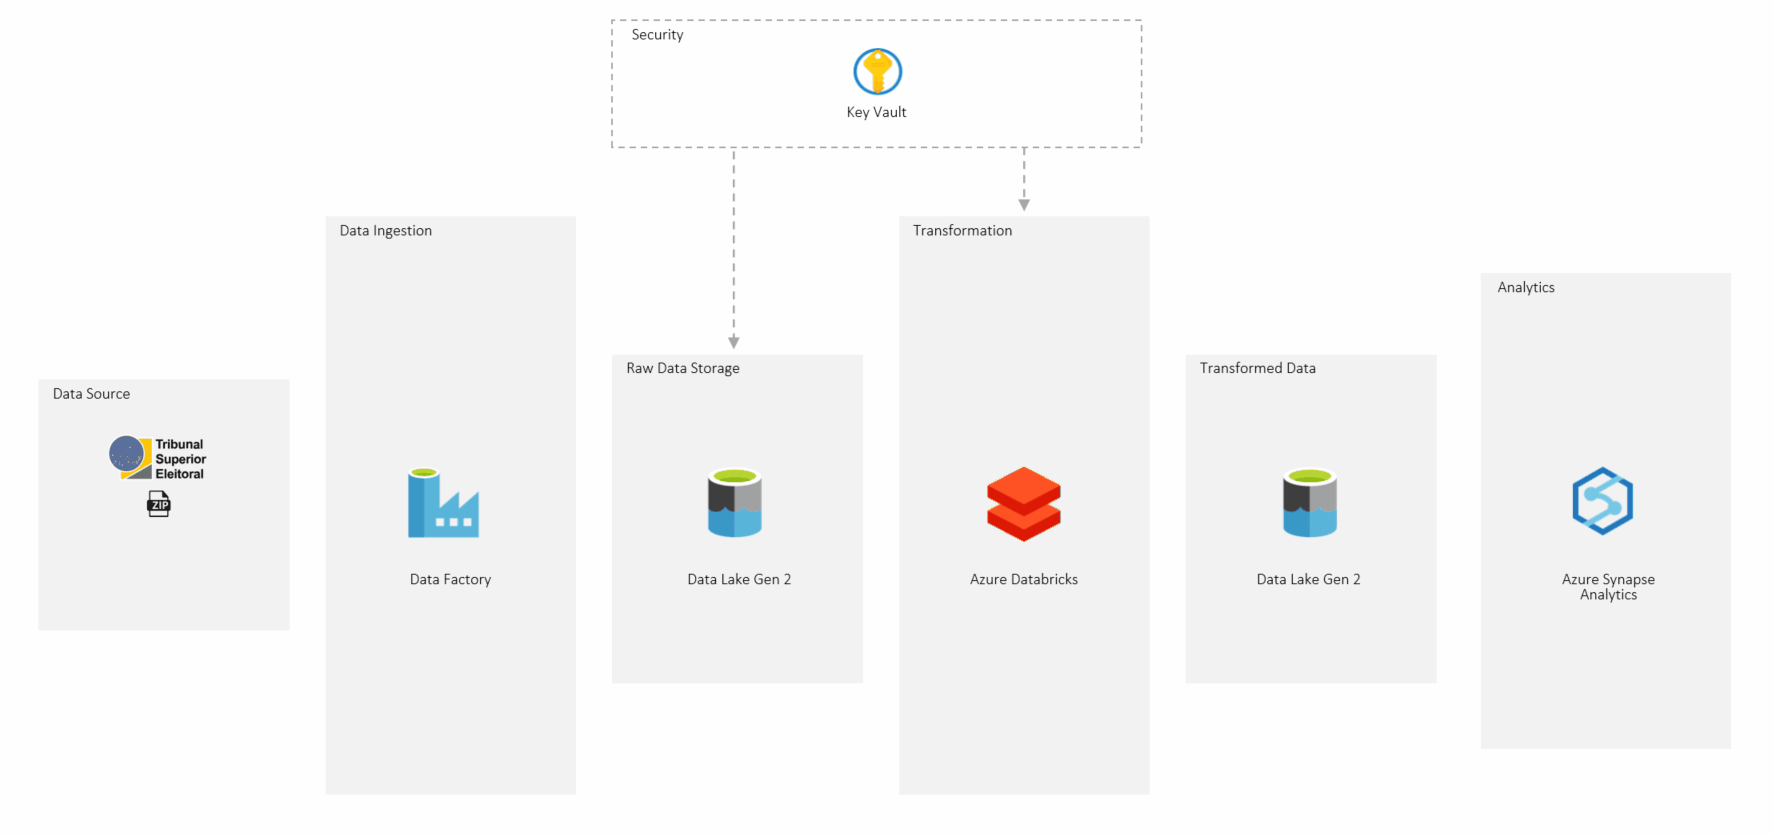 Security
Key Vault
Data Ingestion
Transformation
Analytics
Raw Data Storage
Transformed Data
Data Source
Tribunal
Superior
Eleitoral
ZIP
Data Factory
Data Lake Gen 2
Azure Databricks
Data Lake Gen 2
Azure Synapse
Analytics